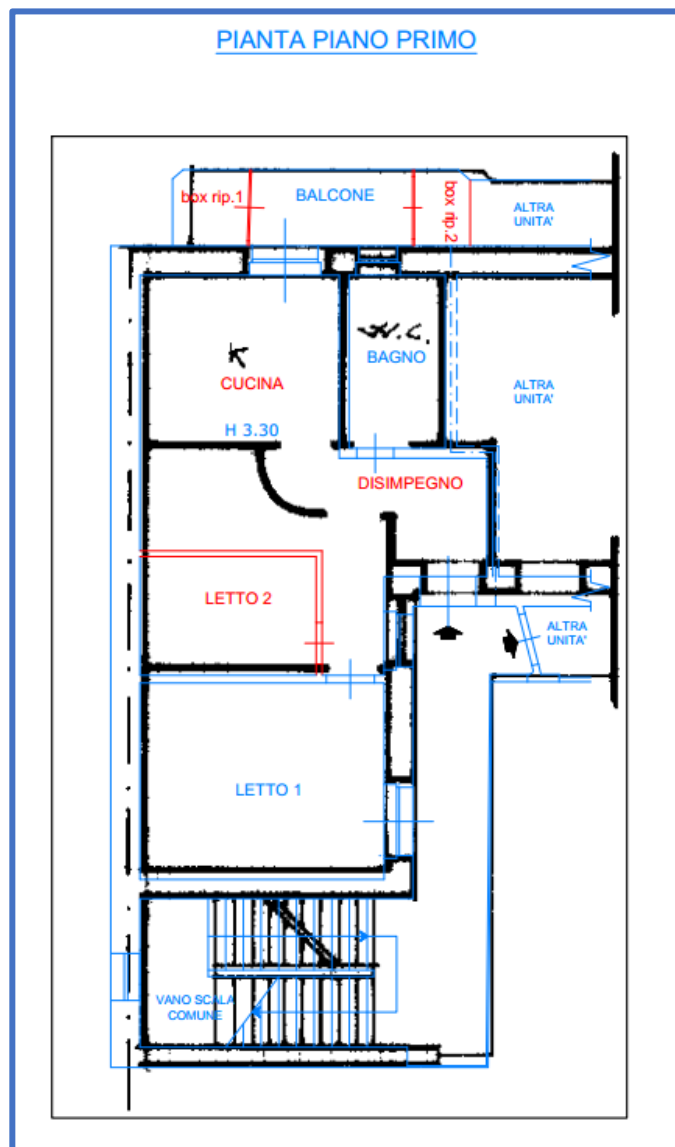 PIANTA PIANO PRIMO
box rip.1
BALCONE
box rip.2
ALTRA
UNITA'
K
W.C.
BAGNO
CUCINA
ALTRA
UNITA'
H 3.30
DISIMPEGNO
LETTO 2
ALTRA
UNITA'
LETTO 1
VANO SCALA
COMUNE